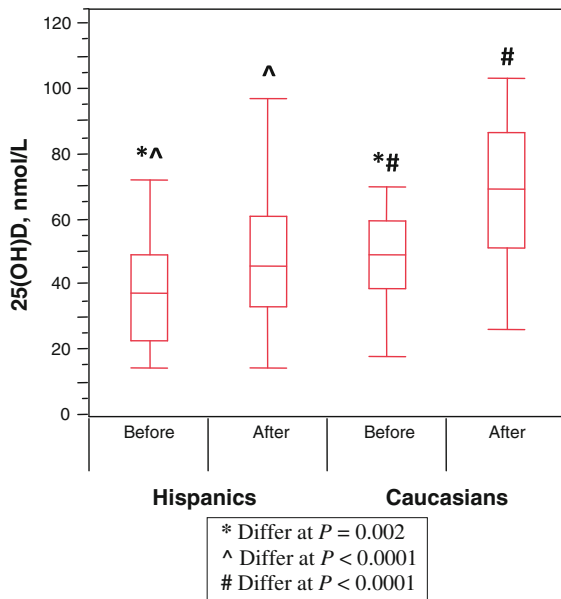 120
^
#
100
*^
*#
80
60
40
20
0
25(OH)D, nmol/L
Before After Before After
Hispanics Caucasians
* Differ at P = 0.002
^ Differ at P < 0.0001
# Differ at P < 0.0001